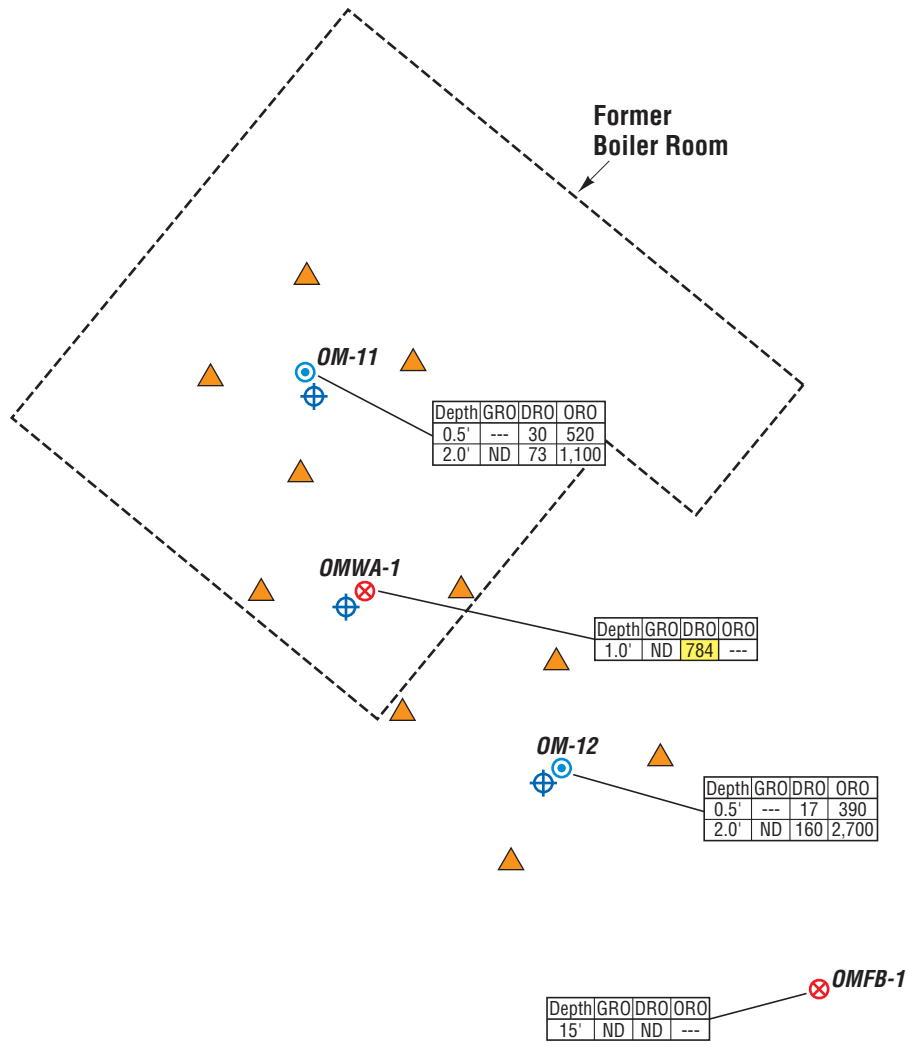 Former
Boiler Room
OM-11
Depth GRO DRO ORO
0.5' --- 30 520
2.0' ND 73 1,100
OMWA-1
Depth GRO DRO ORO
1.0' ND 784 ---
OM-12
Depth GRO DRO ORO
0.5' --- 17 390
2.0' ND 160 2,700
OMFB-1
Depth GRO DRO ORO
15' ND ND ---